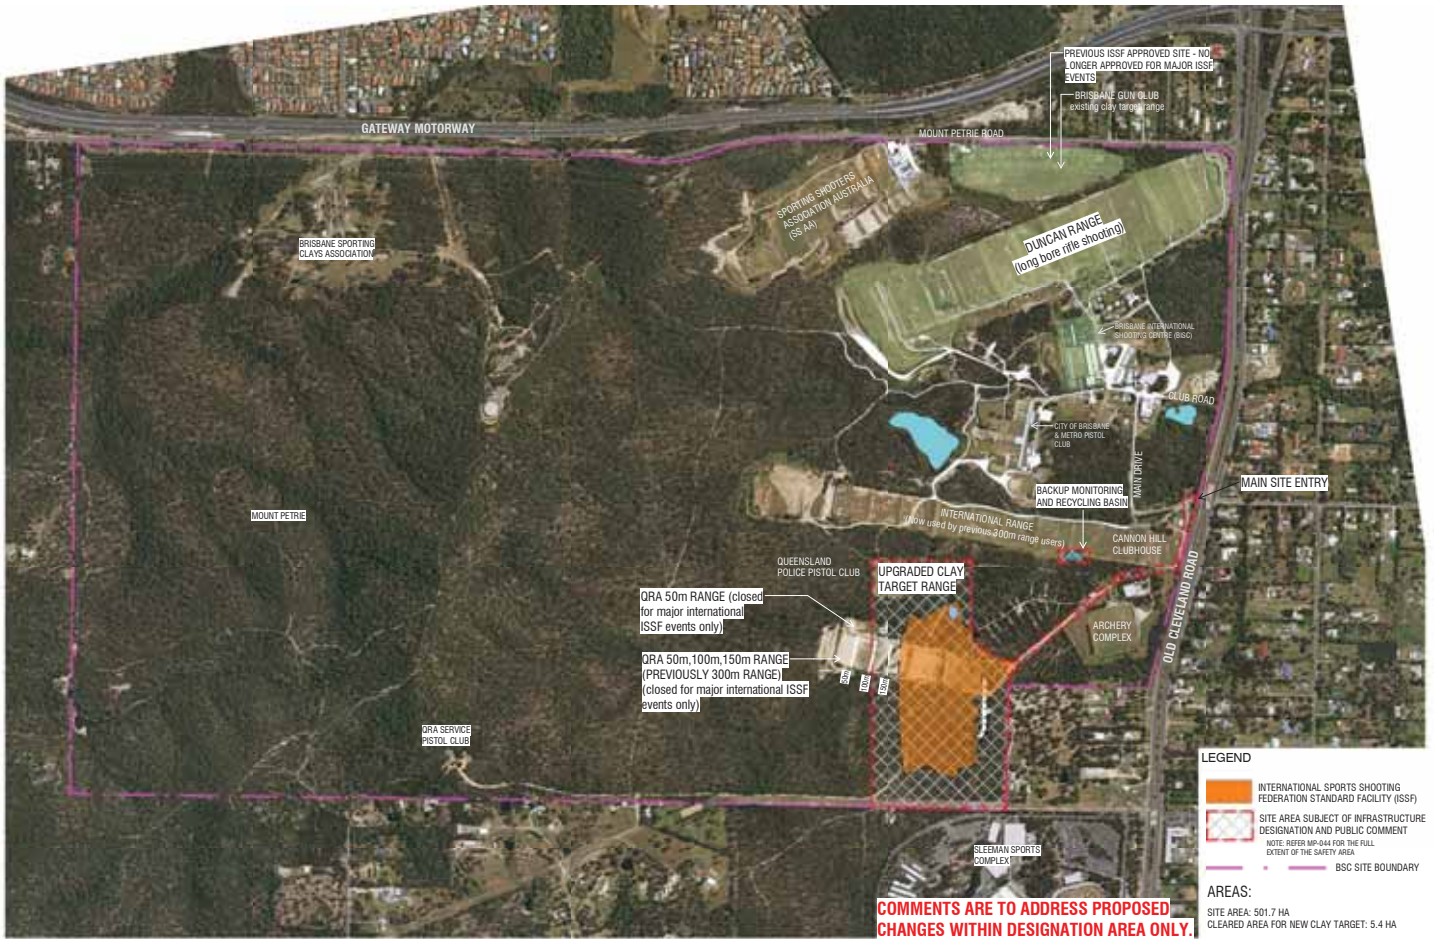 PREVIOUS ISSF APPROVED SITE - NO
LONGER APPROVED FOR MAJOR ISSF
EVENTS
BRISBANE GUN CLUB
existing clay target range
GATEWAY MOTORWAY
MOUNT PETRIE ROAD
SPORTING SHOOTERS
ASSOCIATION AUSTRALIA
(SS AA)
DUNCAN RANGE
(long bore rifle shooting)
BRISBANE SPORTING
CLAYS ASSOCIATION
BRISBANE INTERNATIONAL
SHOOTING CENTRE (BISC)
CLUB ROAD
CITY OF BRISBANE
& METRO PISTOL
CLUB
MAIN DRIVE
MAIN SITE ENTRY
BACKUP MONITORING
AND RECYCLING BASIN
MOUNT PETRIE
INTERNATIONAL RANGE
(Now used by previous 300m range users)
CANNON HILL
CLUBHOUSE
QUEENSLAND
POLICE PISTOL CLUB
UPGRADED CLAY
TARGET RANGE
OLD CLEVELAND ROAD
QRA 50m RANGE (closed
for major international
ISSF events only)
ARCHERY
COMPLEX
QRA 50m,100m,150m RANGE
(PREVIOUSLY 300m RANGE)
(closed for major international ISSF
events only)
50m
100m
150m
QRA SERVICE
PISTOL CLUB
SLEEMAN SPORTS
COMPLEX
LEGEND
INTERNATIONAL SPORTS SHOOTING
FEDERATION STANDARD FACILITY (ISSF)
SITE AREA SUBJECT OF INFRASTRUCTURE
DESIGNATION AND PUBLIC COMMENT
NOTE: REFER MP-044 FOR THE FULL
EXTENT OF THE SAFETY AREA
BSC SITE BOUNDARY
AREAS:
SITE AREA: 501.7 HA
CLEARED AREA FOR NEW CLAY TARGET: 5.4 HA
COMMENTS ARE TO ADDRESS PROPOSED
CHANGES WITHIN DESIGNATION AREA ONLY.